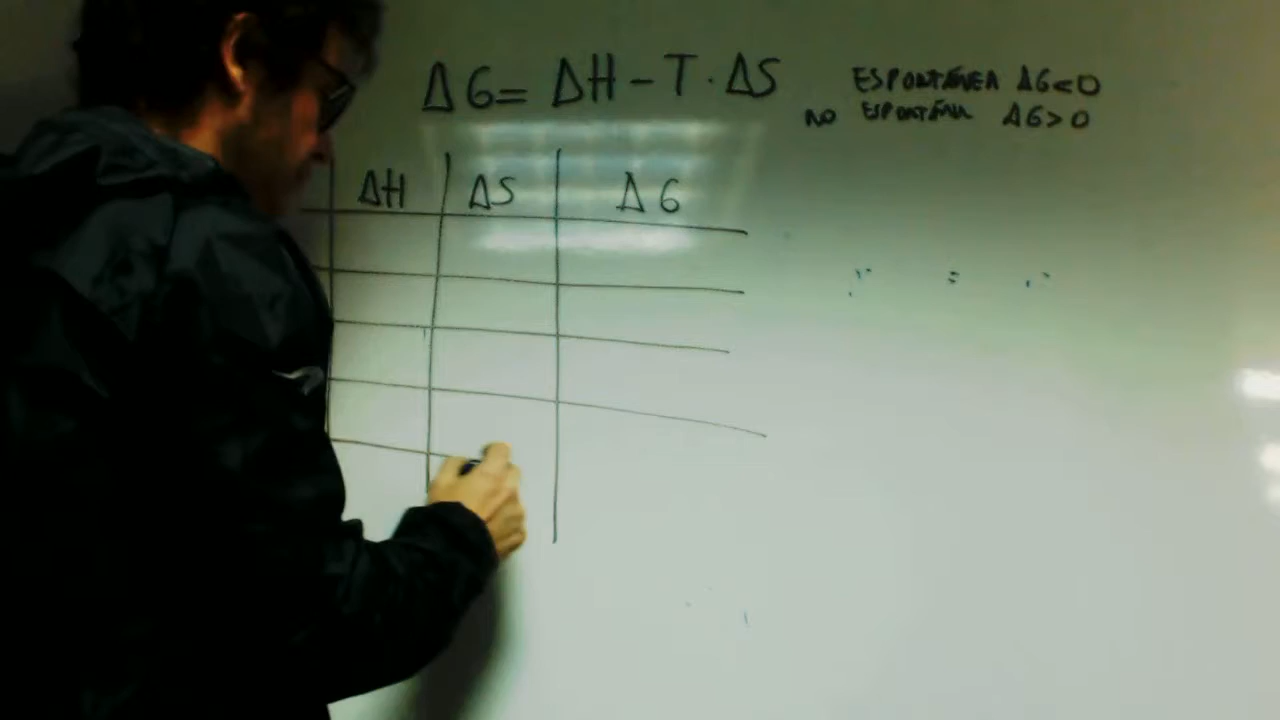 ΔG = ΔH - T · ΔS
ESPONTÁNEA ΔG<0
NO ESPONTÁNEA ΔG>0
ΔH ΔS ΔG